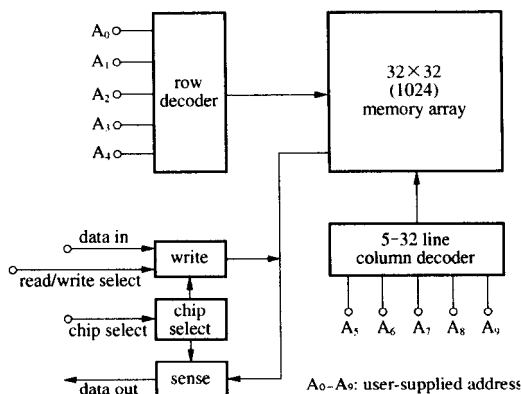 A₀
A₁
A₂
A₃
A₄
row
decoder
32×32
(1024)
memory array
5-32 line
column decoder
A₅
A₆
A₇
A₈
A₉
data in
read/write select
write
chip select
chip
select
data out
sense
A₀-A₉: user-supplied address